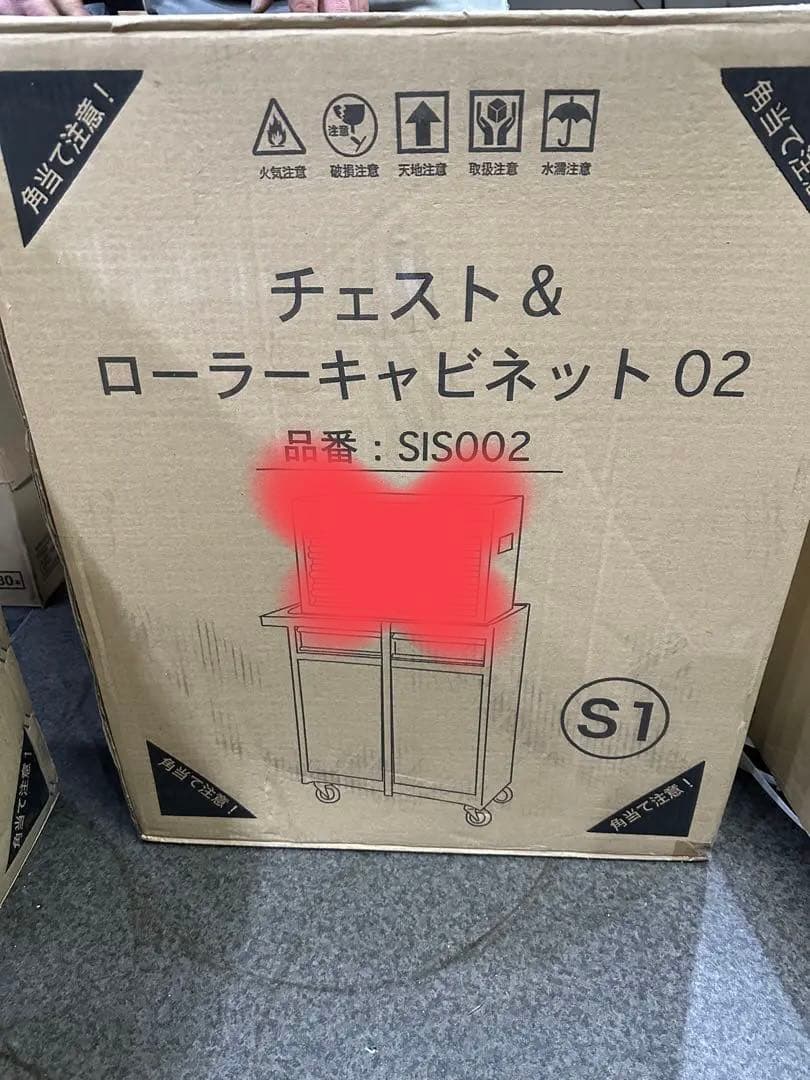 角当て注意！
角当て注
注意
火気注意 破損注意 天地注意 取扱注意 水濡注意
チェスト&
ローラーキャビネット 02
品番：SIS002
S1
角当て注意！
角当て注意！
角当て注意！